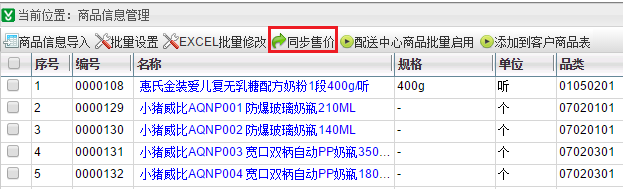 当前位置：商品信息管理
商品信息导入 批量设置 EXCEL批量修改 同步售价 配送中心商品批量启用 添加到客户商品表
序号 编号 名称 规格 单位 品类
1 0000108 惠氏金装爱儿复无乳糖配方奶粉1段400g/听 400g 听 01050201
2 0000129 小猪威比AQNP001 防爆玻璃奶瓶210ML - 个 07020101
3 0000130 小猪威比AQNP002 防爆玻璃奶瓶140ML - 个 07020101
4 0000131 小猪威比AQNP003 宽口双柄自动PP奶瓶350... - 个 07020301
5 0000132 小猪威比AQNP004 宽口双柄自动PP奶瓶180... - 个 07020301